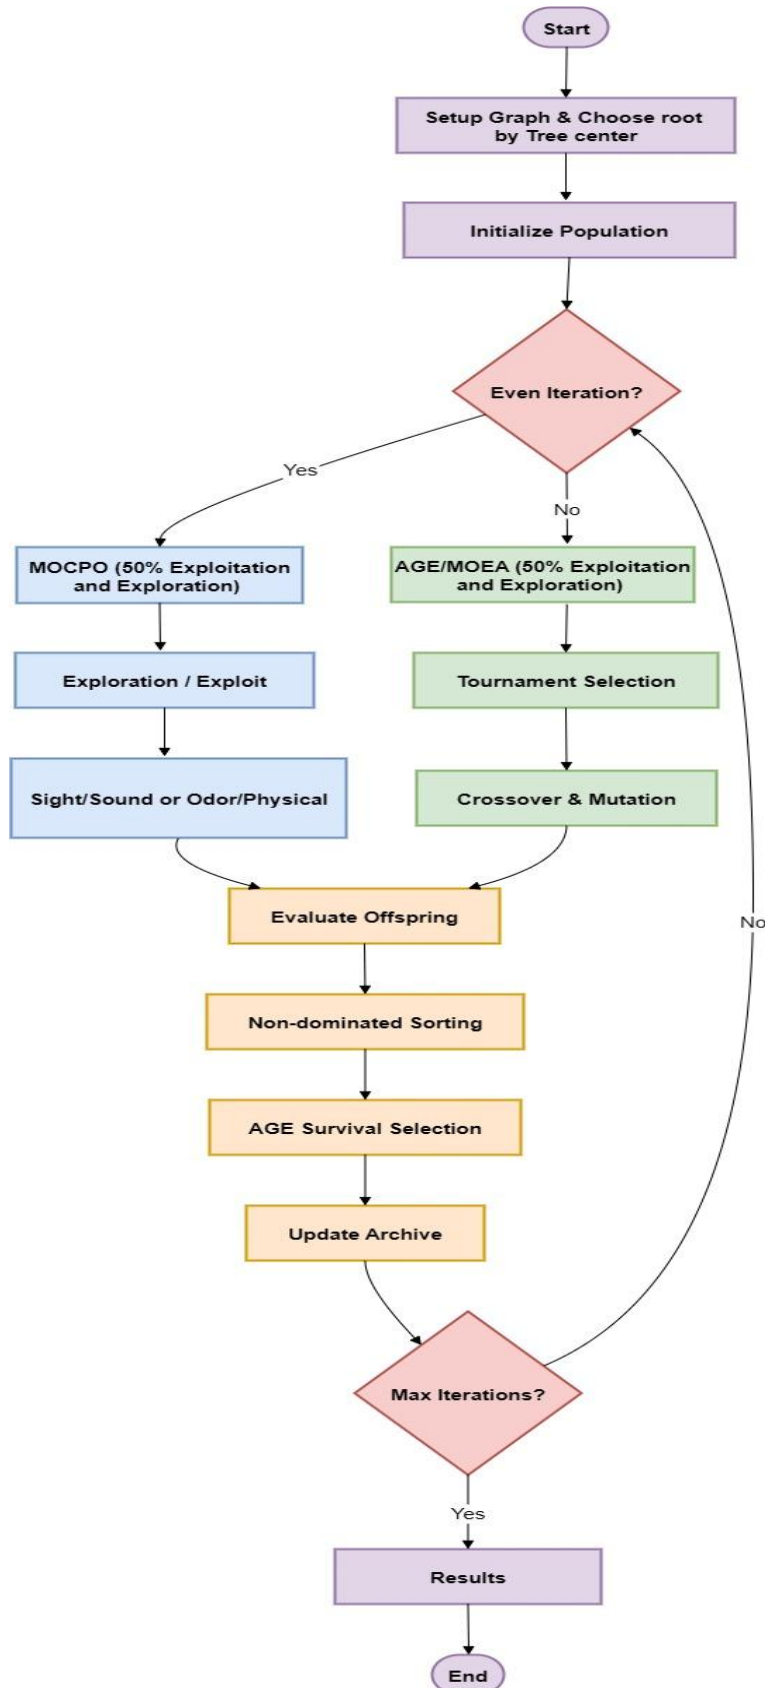 Start
Setup Graph & Choose root
by Tree center
Initialize Population
Even Iteration?
Yes
No
MOCPO (50% Exploitation
and Exploration)
AGE/MOEA (50% Exploitation
and Exploration)
Exploration / Exploit
Tournament Selection
Sight/Sound or Odor/Physical
Crossover & Mutation
Evaluate Offspring
No
Non-dominated Sorting
AGE Survival Selection
Update Archive
Max Iterations?
Yes
Results
End